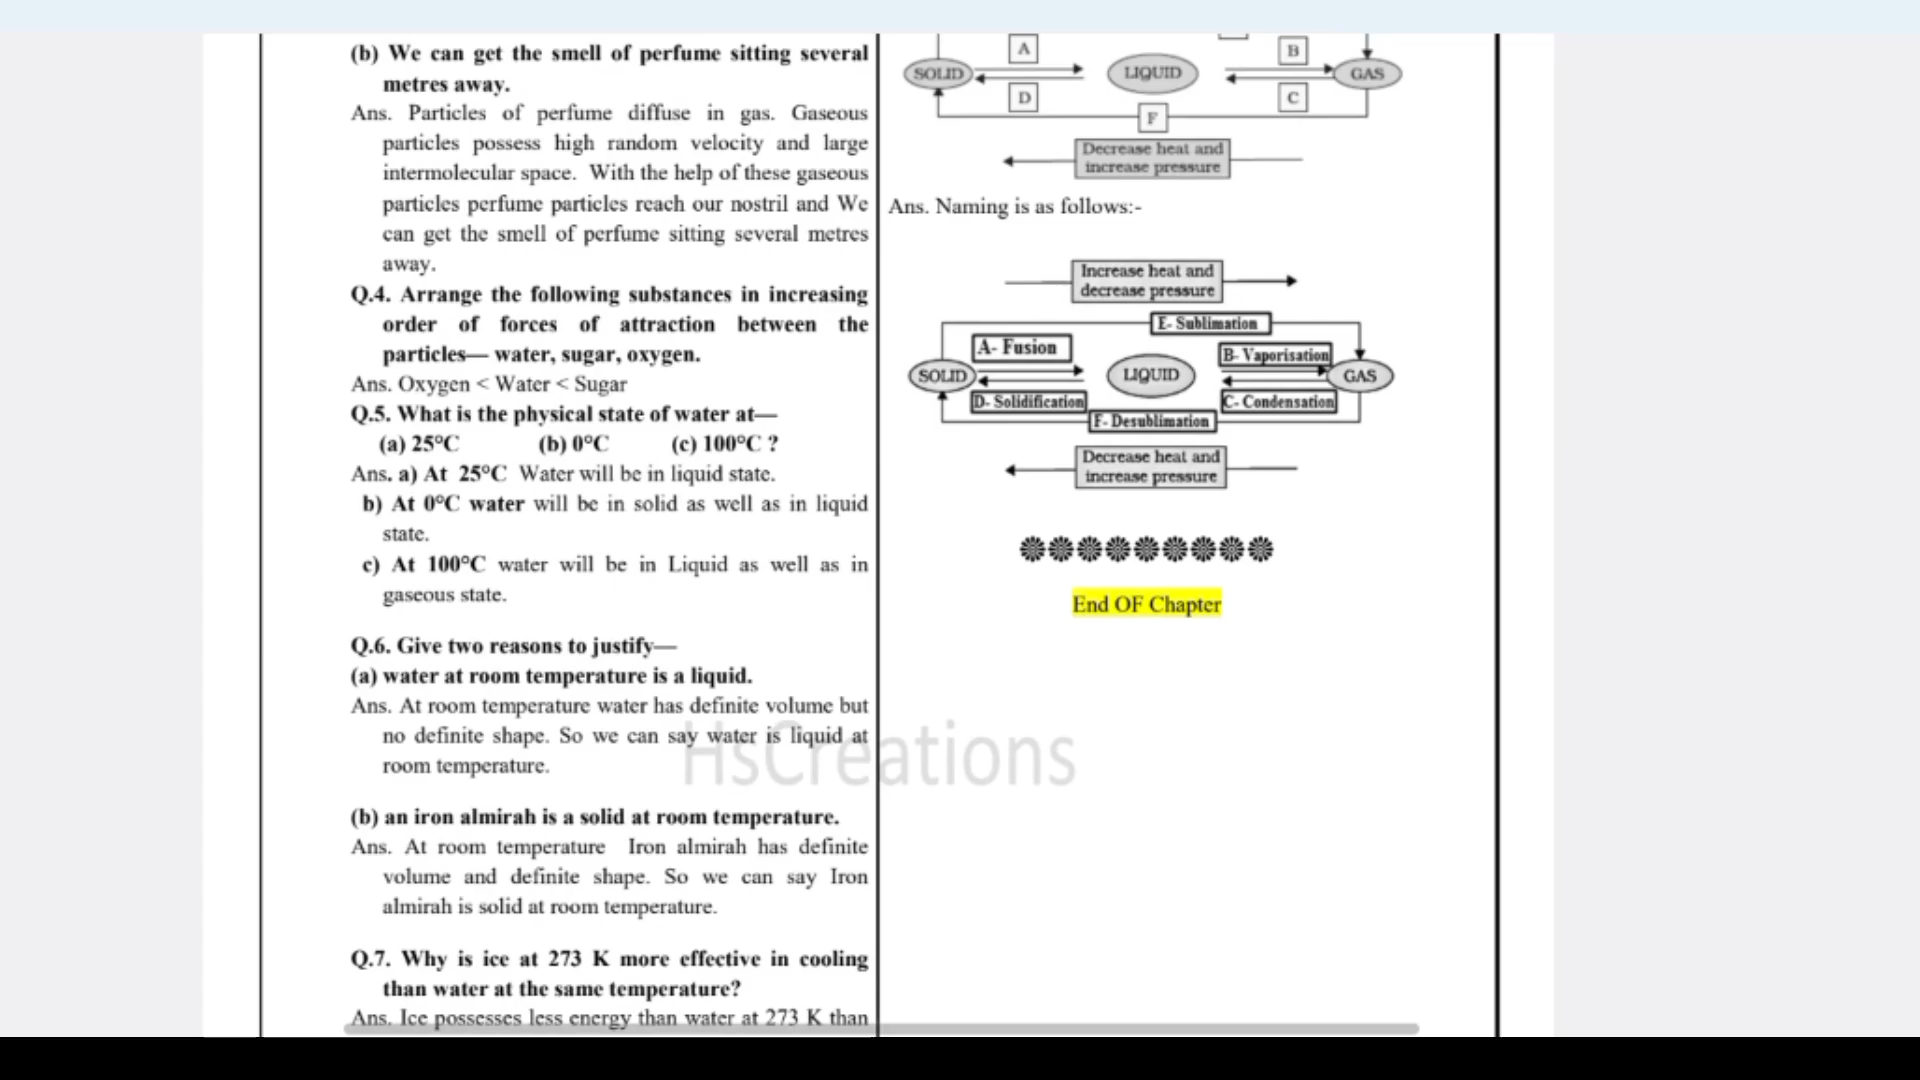 (b) We can get the smell of perfume sitting several
metres away.
Ans. Particles of perfume diffuse in gas. Gaseous
particles possess high random velocity and large
intermolecular space. With the help of these gaseous
particles perfume particles reach our nostril and We
can get the smell of perfume sitting several metres
away.
Q.4. Arrange the following substances in increasing
order of forces of attraction between the
particles— water, sugar, oxygen.
Ans. Oxygen < Water < Sugar
Q.5. What is the physical state of water at—
(a) 25°C (b) 0°C (c) 100°C ?
Ans. a) At 25°C Water will be in liquid state.
b) At 0°C water will be in solid as well as in liquid
state.
c) At 100°C water will be in Liquid as well as in
gaseous state.
Q.6. Give two reasons to justify—
(a) water at room temperature is a liquid.
Ans. At room temperature water has definite volume but
no definite shape. So we can say water is liquid at
room temperature.
(b) an iron almirah is a solid at room temperature.
Ans. At room temperature Iron almirah has definite
volume and definite shape. So we can say Iron
almirah is solid at room temperature.
Q.7. Why is ice at 273 K more effective in cooling
than water at the same temperature?
Ans. Ice possesses less energy than water at 273 K than
A
B
SOLID
LIQUID
GAS
D
C
F
Decrease heat and
increase pressure
Ans. Naming is as follows:-
Increase heat and
decrease pressure
E- Sublimation
A- Fusion
B- Vaporisation
SOLID
LIQUID
GAS
D- Solidification
C- Condensation
F- Desublimation
Decrease heat and
increase pressure
End OF Chapter
HsCreations